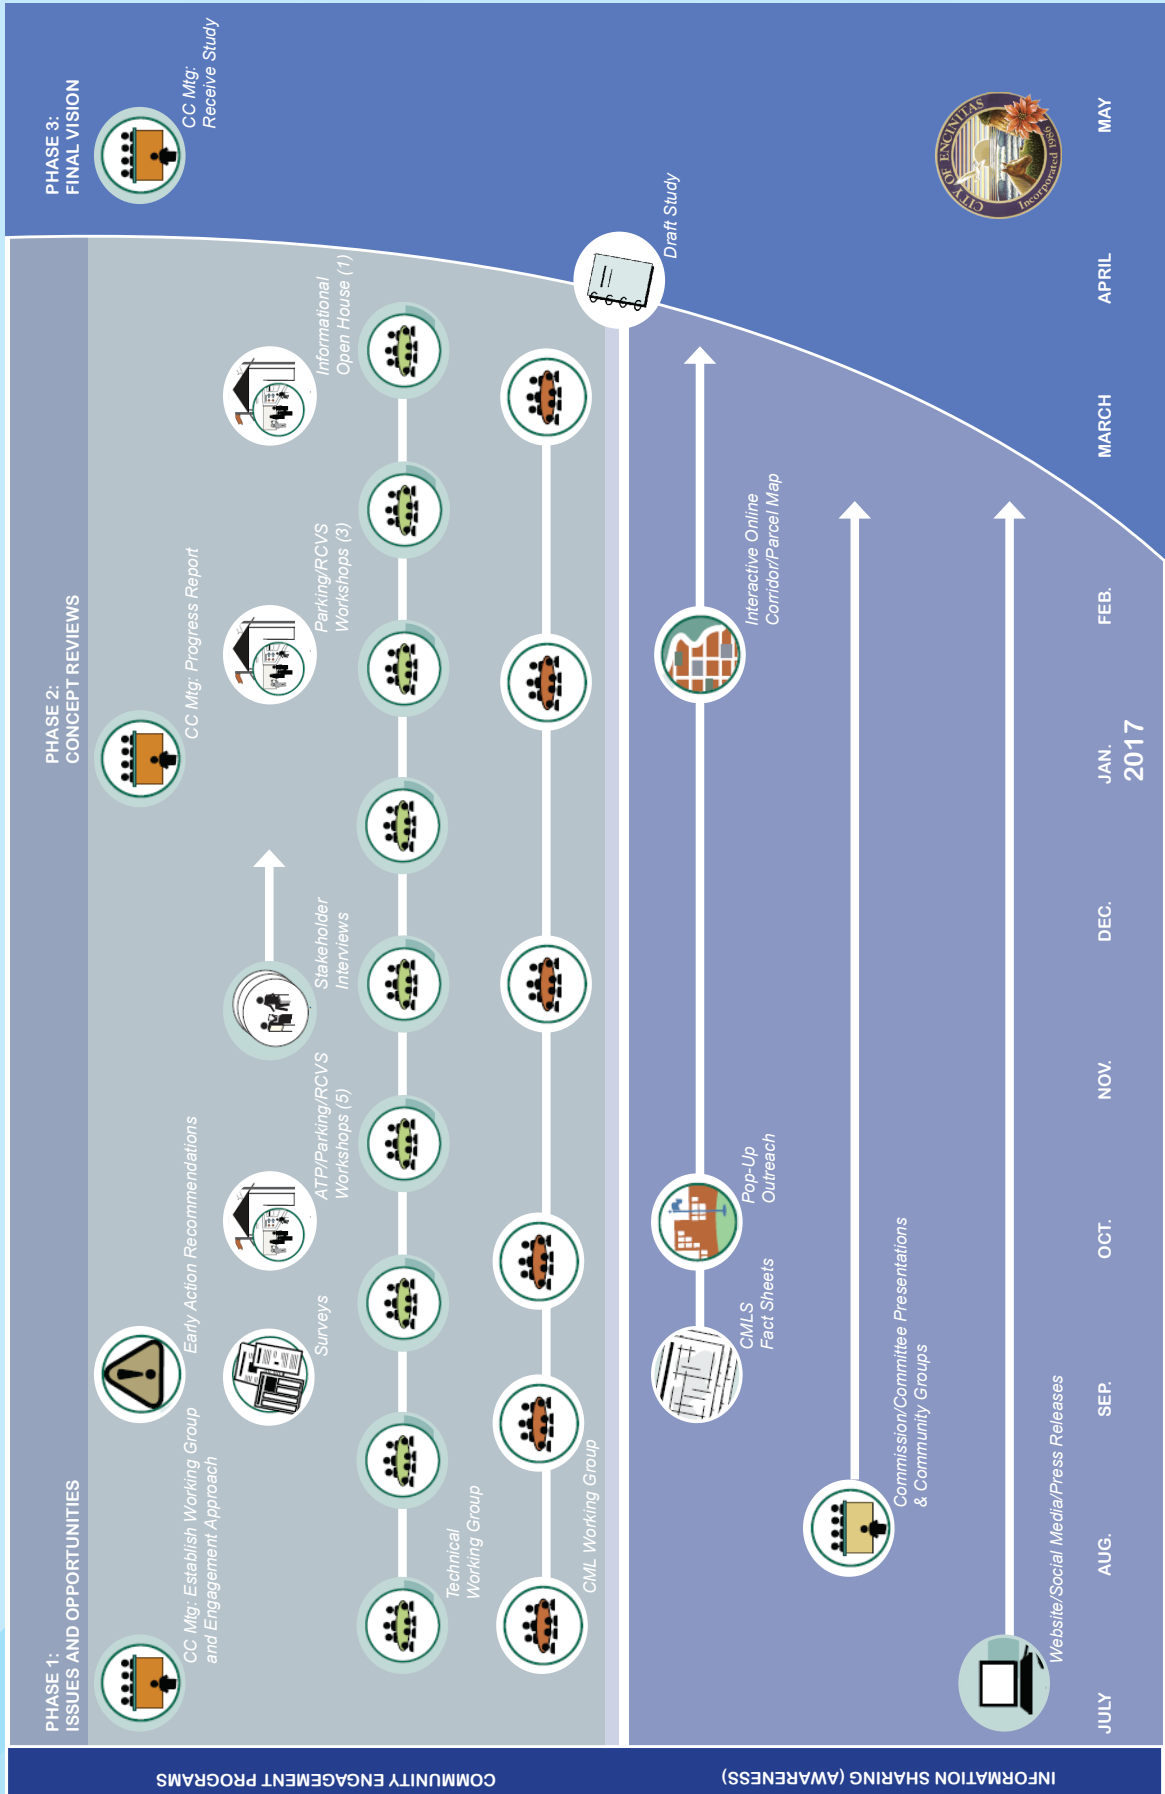 PHASE 1:
ISSUES AND OPPORTUNITIES
PHASE 2:
CONCEPT REVIEWS
PHASE 3:
FINAL VISION
COMMUNITY ENGAGEMENT PROGRAMS
CC Mtg: Establish Working Group
and Engagement Approach
Early Action Recommendations
CC Mtg: Progress Report
CC Mtg:
Receive Study
Surveys
ATP/Parking/RCVS
Workshops (5)
Stakeholder
Interviews
Parking/RCVS
Workshops (3)
Informational
Open House (1)
Technical
Working Group
CML Working Group
Draft Study
INFORMATION SHARING (AWARENESS)
CMLS
Fact Sheets
Pop-Up
Outreach
Interactive Online
Corridor/Parcel Map
Commission/Committee Presentations
& Community Groups
Website/Social Media/Press Releases
CITY OF ENCINITAS
Incorporated 1986
JULY
AUG.
SEP.
OCT.
NOV.
DEC.
JAN.
FEB.
MARCH
APRIL
MAY
2017